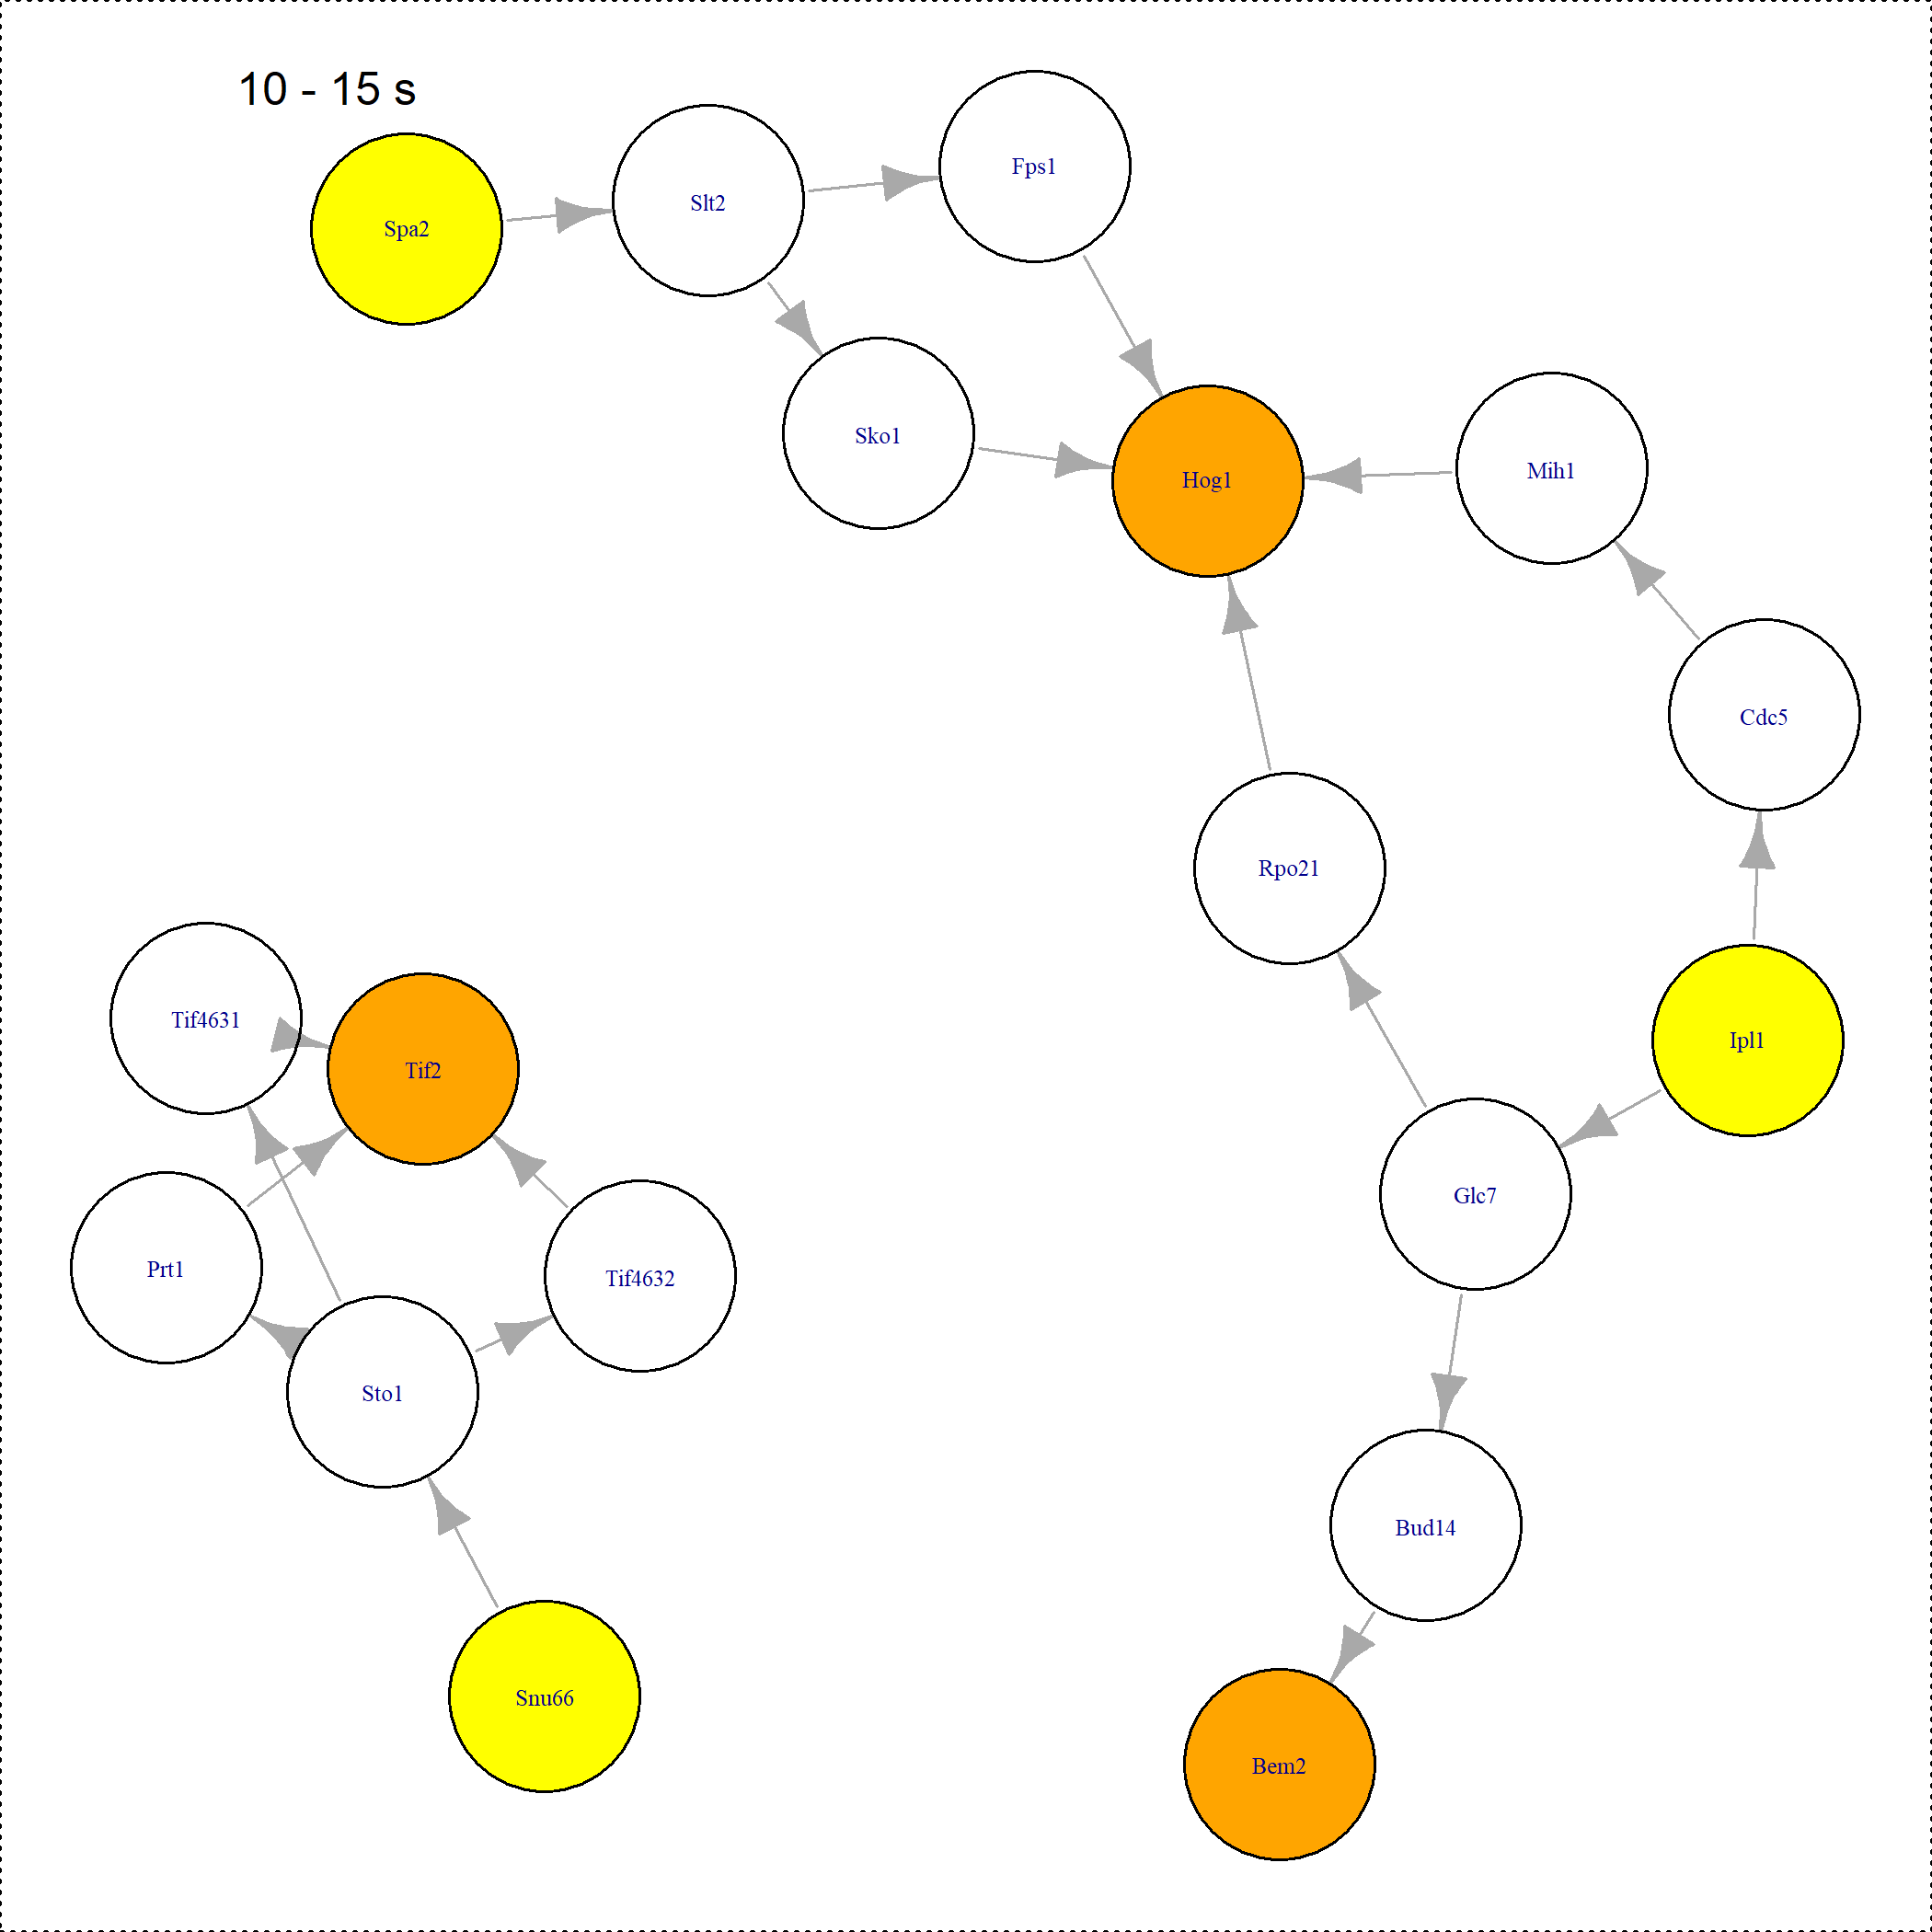 10 - 15 s
Fps1
Slt2
Spa2
Sko1
Hog1
Mih1
Cdc5
Rpo21
Ipl1
Tif4631
Tif2
Glc7
Prt1
Tif4632
Sto1
Bud14
Snu66
Bem2